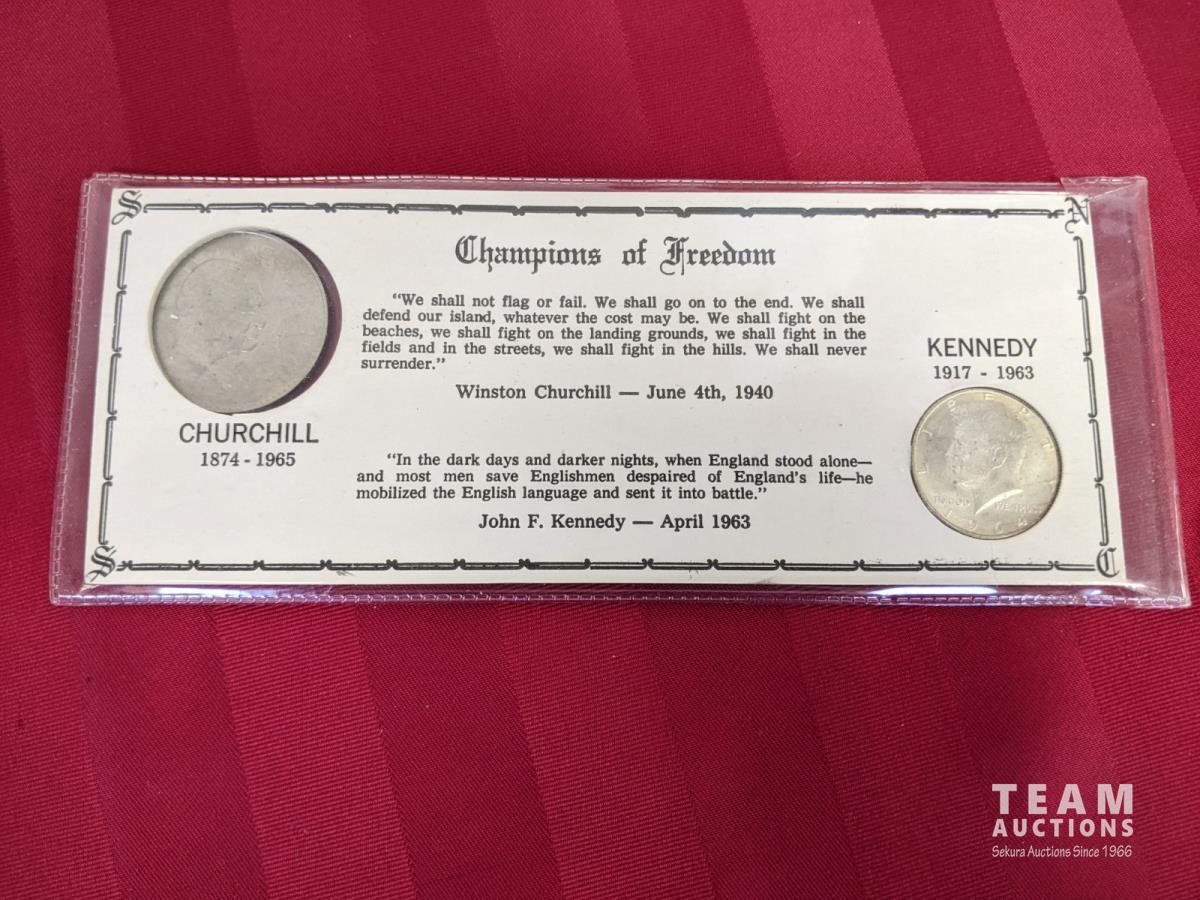 S
N
Champions of Freedom
"We shall not flag or fail. We shall go on to the end. We shall
defend our island, whatever the cost may be. We shall fight on the
beaches, we shall fight on the landing grounds, we shall fight in the
fields and in the streets, we shall fight in the hills. We shall never
surrender."
Winston Churchill — June 4th, 1940
CHURCHILL
1874 - 1965
KENNEDY
1917 - 1963
"In the dark days and darker nights, when England stood alone—
and most men save Englishmen despaired of England's life—he
mobilized the English language and sent it into battle."
John F. Kennedy — April 1963
LIBERTY
WE TRUST
1964
S
C
TEAM
AUCTIONS
Sekura Auctions Since 1966